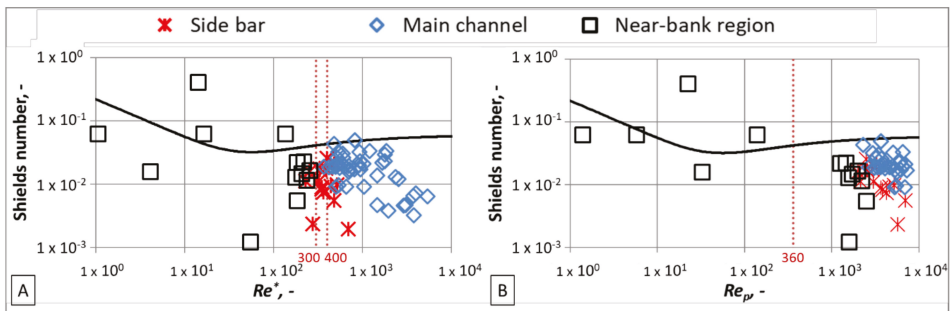 Side bar Main channel Near-bank region
1 x 10⁰
1 x 10⁻¹
1 x 10⁻²
1 x 10⁻³
Shields number, -
1 x 10⁰ 1 x 10¹ 1 x 10² 300 400 1 x 10³ 1 x 10⁴
A Re*, -
1 x 10⁰
1 x 10⁻¹
1 x 10⁻²
1 x 10⁻³
Shields number, -
1 x 10⁰ 1 x 10¹ 1 x 10² 360 1 x 10³ 1 x 10⁴
B Reₚ, -